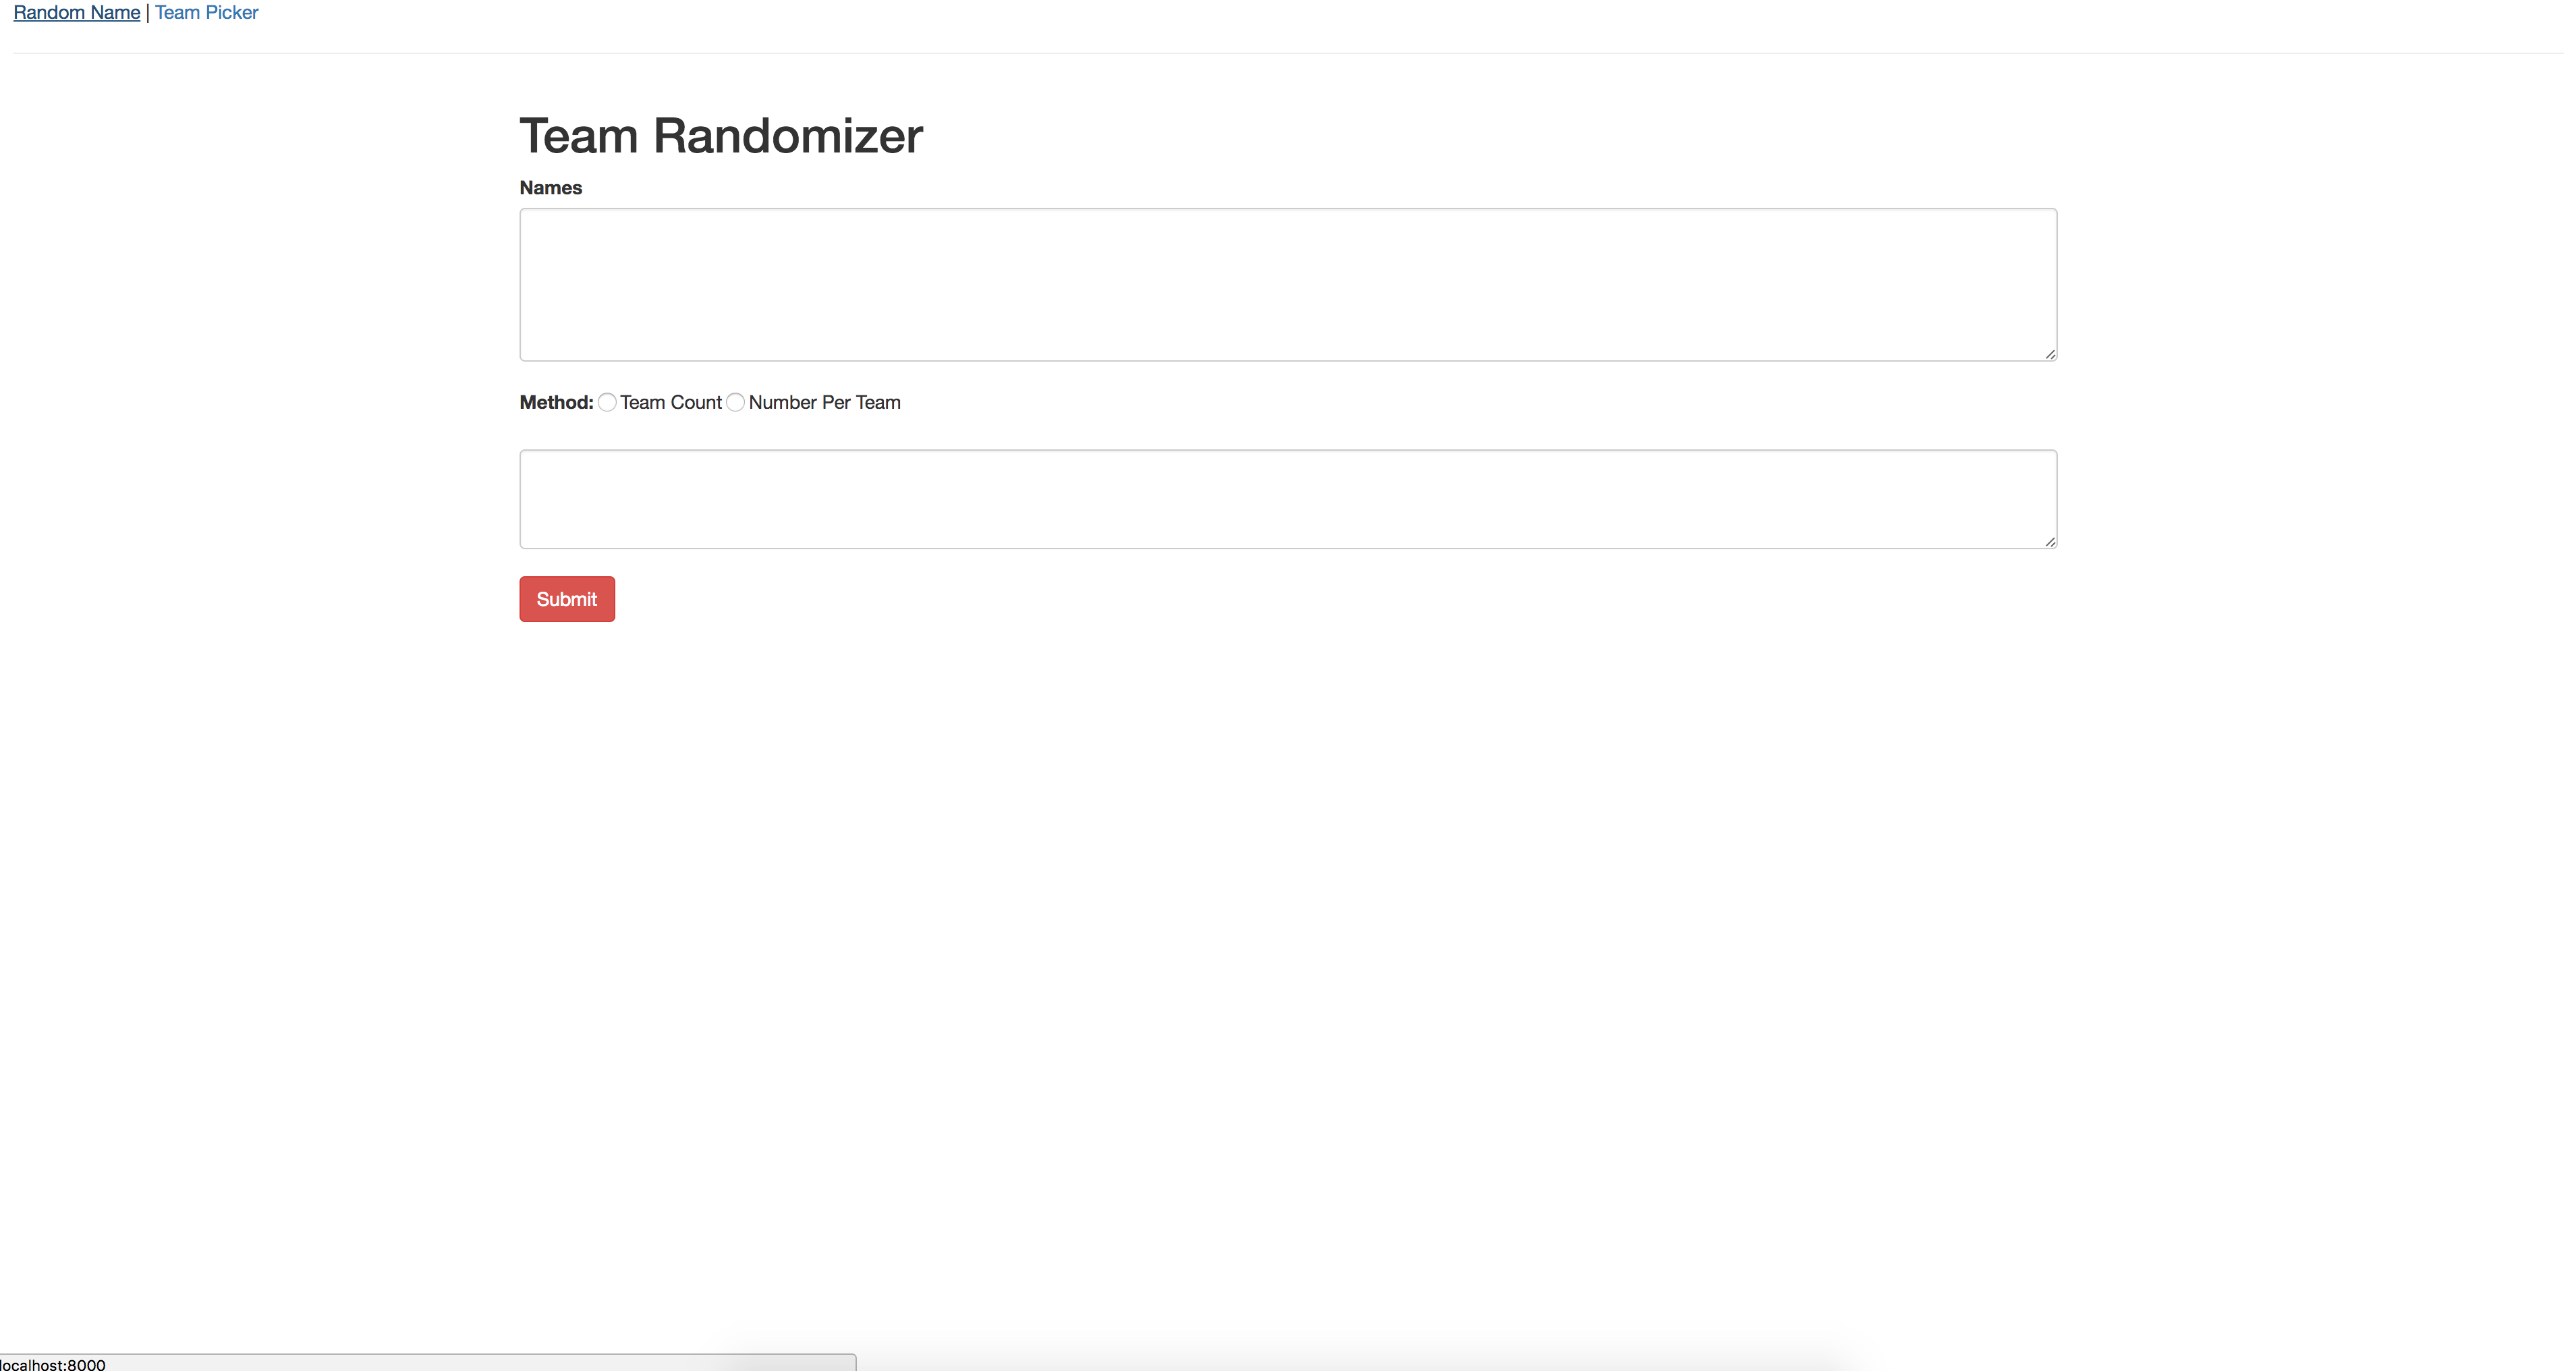 Random Name | Team Picker
Team Randomizer
Names
Method: Team Count Number Per Team
Submit
localhost:8000